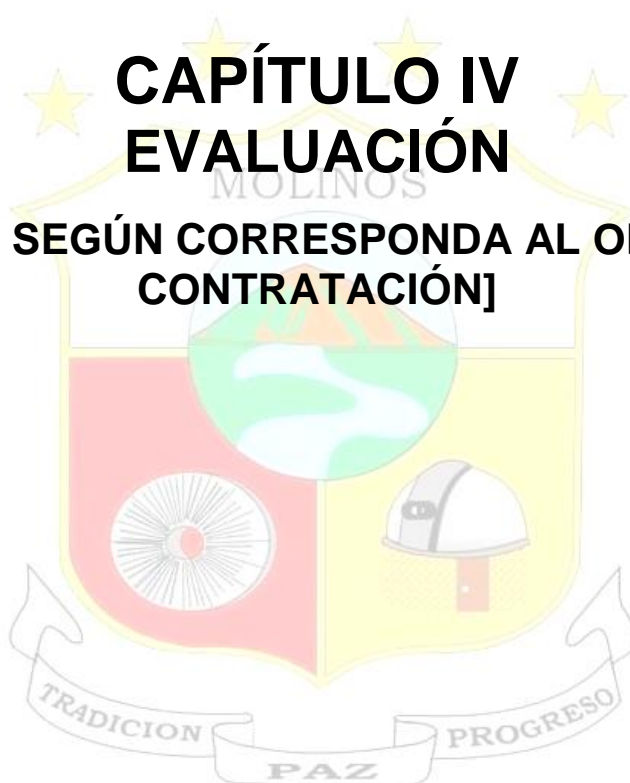 CAPÍTULO IV
EVALUACIÓN
MOLINOS
SEGÚN CORRESPONDA AL
CONTRATACIÓN]
TRADICION
PAZ
PROGRESO